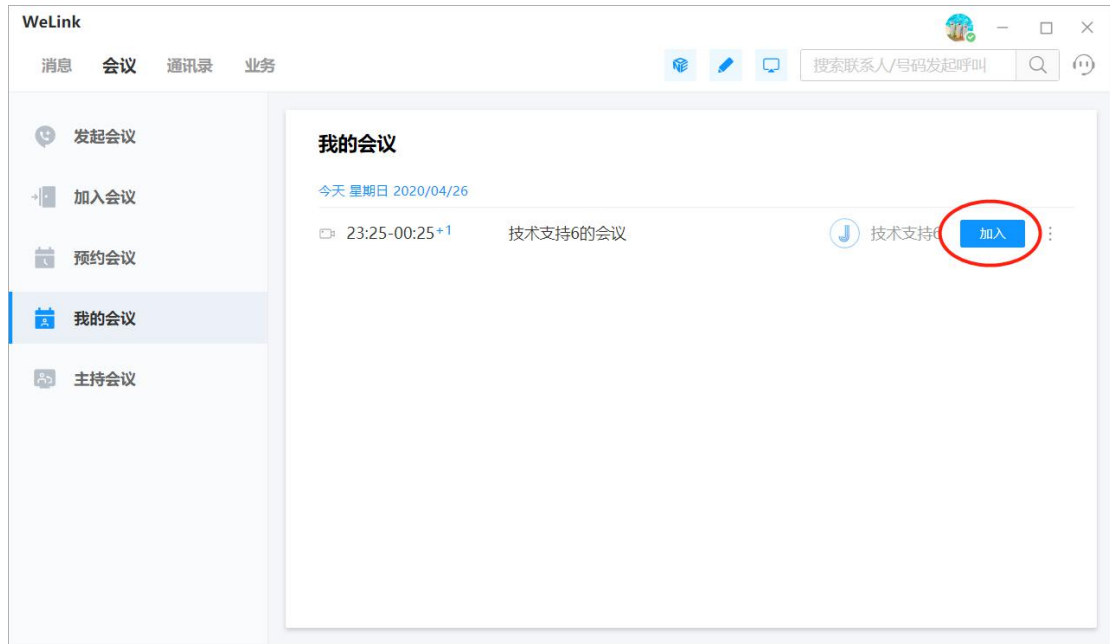 WeLink
消息 会议 通讯录 业务
搜索联系人/号码发起呼叫
发起会议
加入会议
预约会议
我的会议
主持会议
我的会议
今天 星期日 2020/04/26
23:25-00:25+1 技术支持6的会议 J 技术支持6 加入